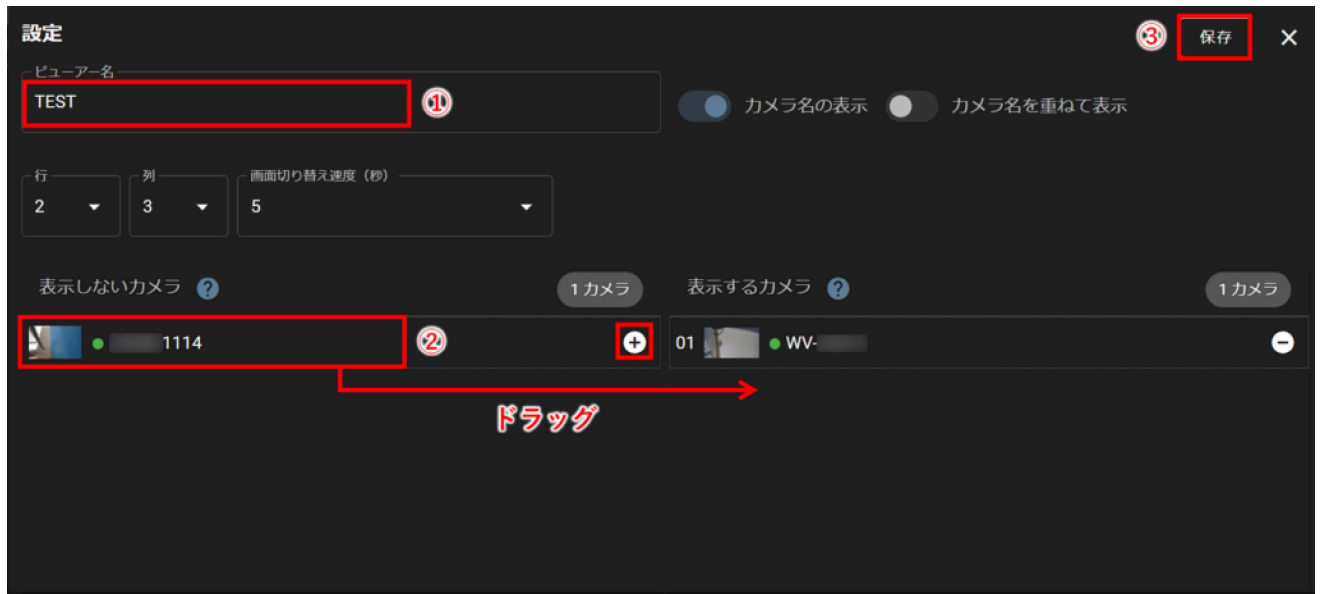 設定
③ 保存 ×
ビューアー名
TEST ①
カメラ名の表示 カメラ名を重ねて表示
行 列 画面切り替え速度（秒）
2 3 5
表示しないカメラ ? 1カメラ 表示するカメラ ? 1カメラ
1114 ② + 01 WV- −
ドラッグ